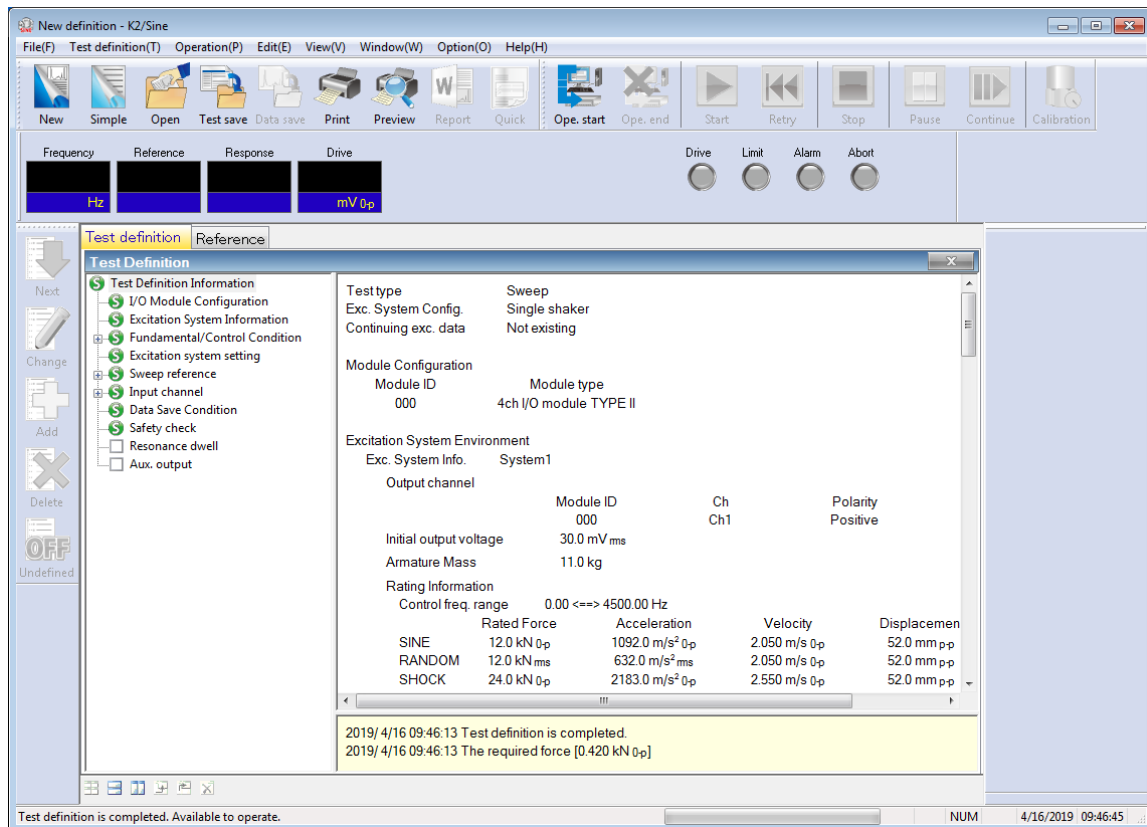 New definition - K2/Sine
File(F) Test definition(T) Operation(P) Edit(E) View(V) Window(W) Option(O) Help(H)
New Simple Open Test save Data save Print Preview Report Quick Ope. start Ope. end Start Retry Stop Pause Continue Calibration
Frequency Reference Response Drive Drive Limit Alarm Abort
Hz mV 0-p
Next
Change
Add
Delete
OFF
Undefined
Test definition Reference
Test Definition
Test Definition Information
I/O Module Configuration
Excitation System Information
Fundamental/Control Condition
Excitation system setting
Sweep reference
Input channel
Data Save Condition
Safety check
Resonance dwell
Aux. output
Test type Sweep
Exc. System Config. Single shaker
Continuing exc. data Not existing
Module Configuration
Module ID Module type
000 4ch I/O module TYPE II
Excitation System Environment
Exc. System Info. System1
Output channel
Module ID Ch Polarity
000 Ch1 Positive
Initial output voltage 30.0 mV rms
Armature Mass 11.0 kg
Rating Information
Control freq. range 0.00 <==> 4500.00 Hz
Rated Force Acceleration Velocity Displacemen
SINE 12.0 kN 0-p 1092.0 m/s² 0-p 2.050 m/s 0-p 52.0 mm p-p
RANDOM 12.0 kN rms 632.0 m/s² rms 2.050 m/s 0-p 52.0 mm p-p
SHOCK 24.0 kN 0-p 2183.0 m/s² 0-p 2.550 m/s 0-p 52.0 mm p-p
2019/ 4/16 09:46:13 Test definition is completed.
2019/ 4/16 09:46:13 The required force [0.420 kN 0-p]
Test definition is completed. Available to operate. NUM 4/16/2019 09:46:45